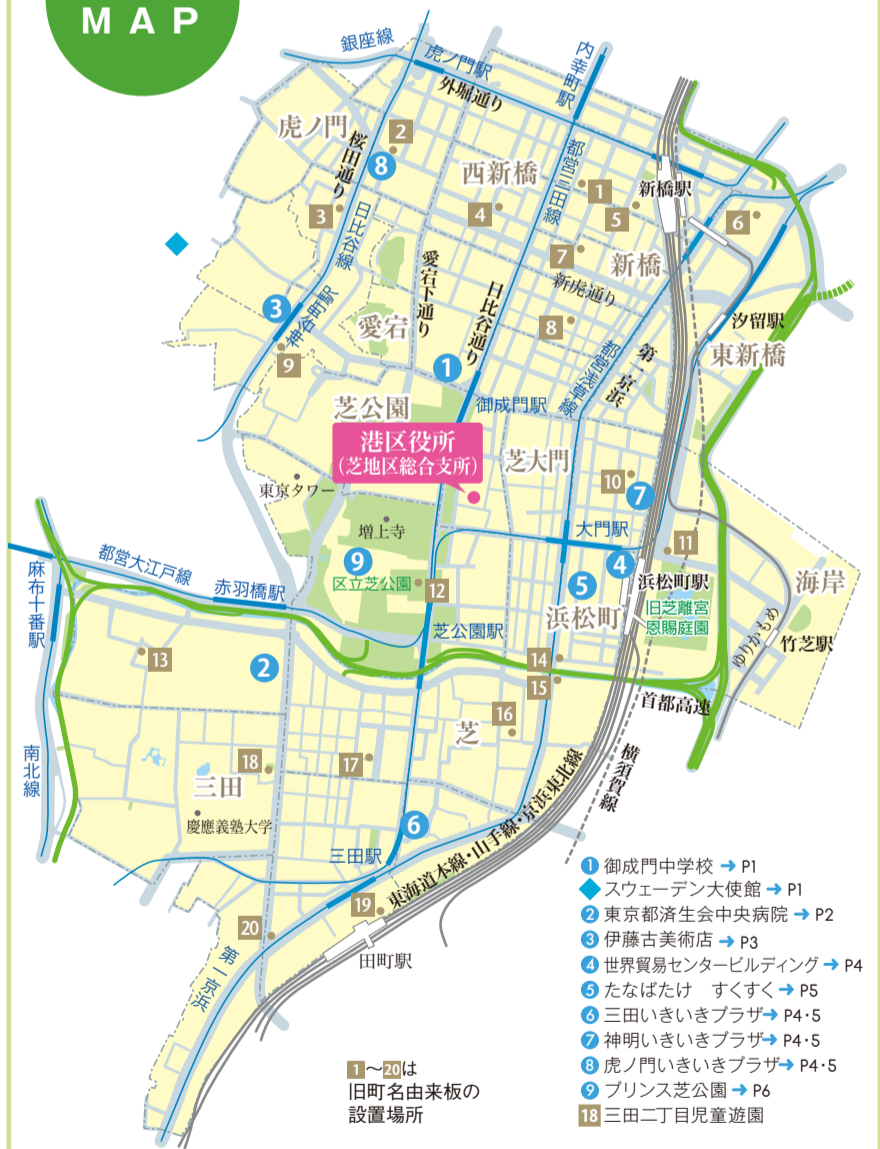 MAP
銀座線
虎ノ門駅
外堀通り
内幸町駅
虎ノ門
桜田通り
2
8
西新橋
都営三田線
1
新橋駅
3
日比谷線
4
5
6
7
新橋
愛宕下通り
日比谷通り
新虎通り
3
神谷町駅
9
愛宕
8
都営浅草線
第一京浜
汐留駅
東新橋
1
御成門駅
芝公園
港区役所
(芝地区総合支所)
芝大門
東京タワー
10
7
増上寺
大門駅
11
9
4
浜松町駅
海岸
都営大江戸線
麻布十番駅
赤羽橋駅
区立芝公園
12
5
浜松町
旧芝離宮
恩賜庭園
ゆりかもめ
竹芝駅
芝公園駅
13
2
14
15
首都高速
16
芝
横須賀線
南北線
18
17
三田
慶應義塾大学
6
三田駅
東海道本線・山手線・京浜東北線
19
20
田町駅
第一京浜
1 御成門中学校 → P1
◆ スウェーデン大使館 → P1
2 東京都済生会中央病院 → P2
3 伊藤古美術店 → P3
4 世界貿易センタービルディング → P4
5 たなばたけ　すくすく → P5
6 三田いきいきプラザ → P4・5
7 神明いきいきプラザ → P4・5
8 虎ノ門いきいきプラザ → P4・5
9 プリンス芝公園 → P6
18 三田二丁目児童遊園
1〜20は
旧町名由来板の
設置場所